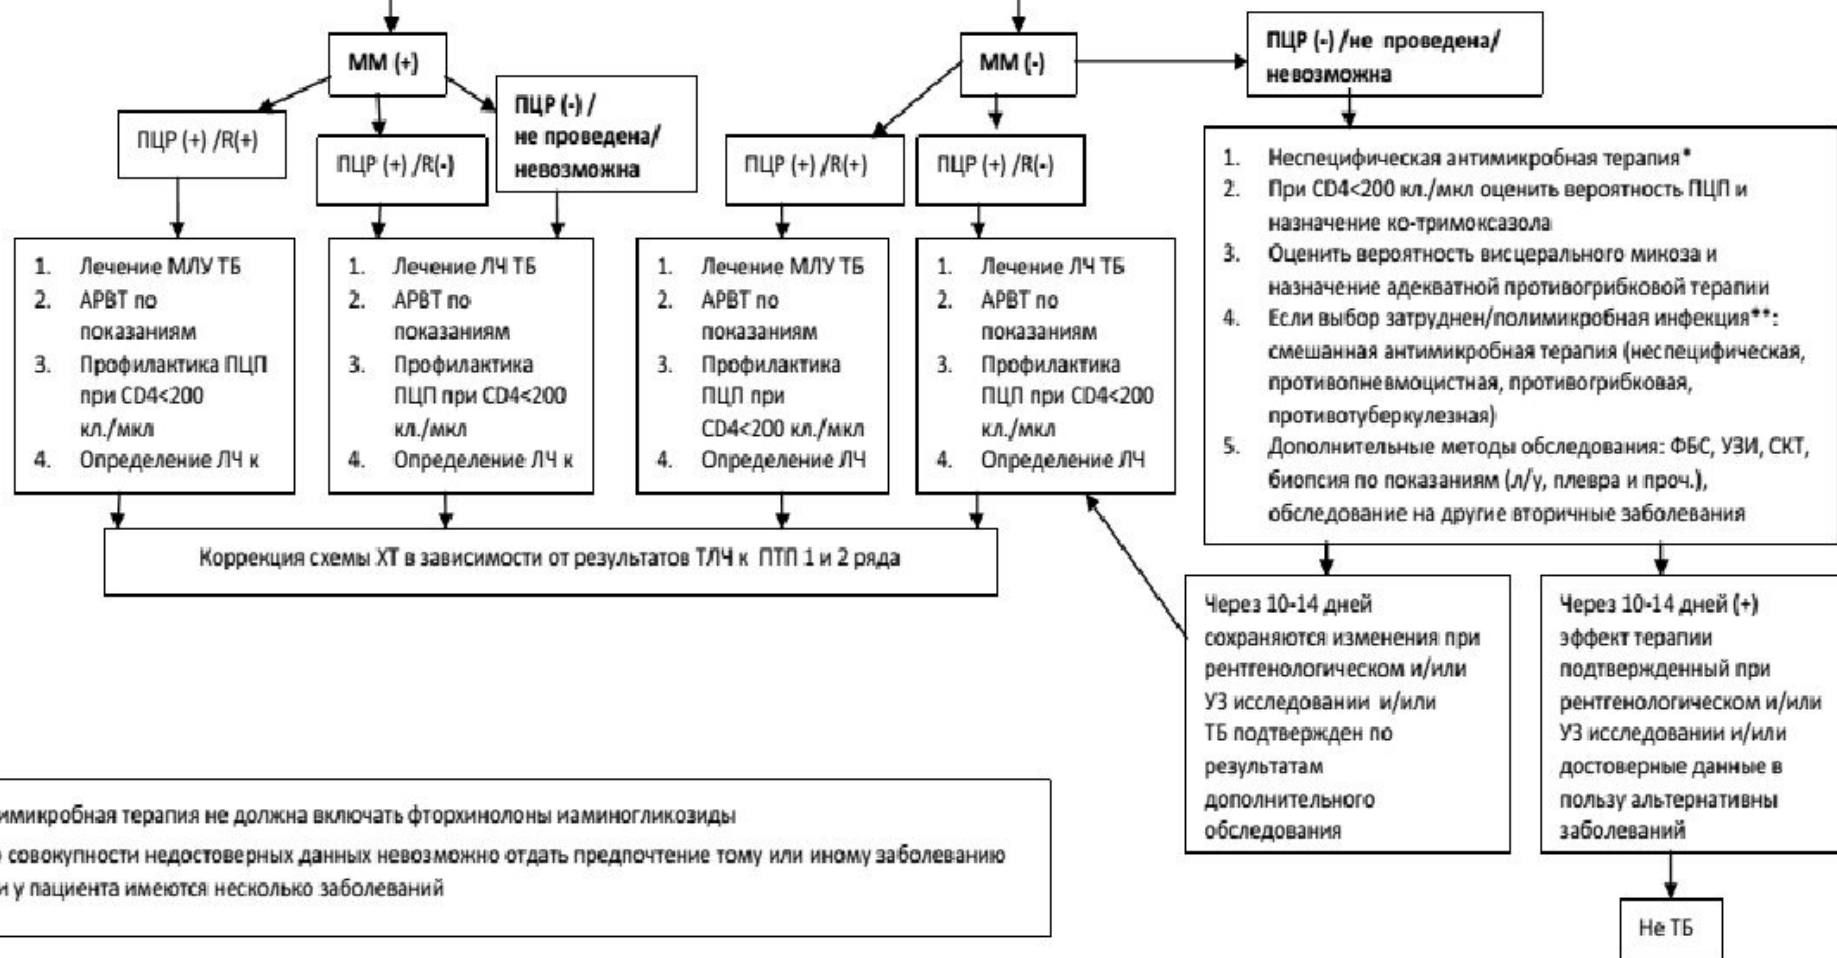 ММ (+)
ПЦР (+) /R(+)
ПЦР (+) /R(-)
ПЦР (-) /
не проведена/
невозможна
ММ (-)
ПЦР (+) /R(+)
ПЦР (+) /R(-)
ПЦР (-) /не проведена/
невозможна
1. Лечение МЛУ ТБ
2. АРВТ по
показаниям
3. Профилактика ПЦП
при CD4<200
кл./мкл
4. Определение ЛЧ к
1. Лечение ЛЧ ТБ
2. АРВТ по
показаниям
3. Профилактика
ПЦП при CD4<200
кл./мкл
4. Определение ЛЧ к
1. Лечение МЛУ ТБ
2. АРВТ по
показаниям
3. Профилактика
ПЦП при
CD4<200 кл./мкл
4. Определение ЛЧ
1. Лечение ЛЧ ТБ
2. АРВТ по
показаниям
3. Профилактика
ПЦП при CD4<200
кл./мкл
4. Определение ЛЧ
1. Неспецифическая антимикробная терапия*
2. При CD4<200 кл./мкл оценить вероятность ПЦП и
назначение ко-тримоксазола
3. Оценить вероятность висцерального микоза и
назначение адекватной противогрибковой терапии
4. Если выбор затруднен/полимикробная инфекция**:
смешанная антимикробная терапия (неспецифическая,
противопневмоцистная, противогрибковая,
противотуберкулезная)
5. Дополнительные методы обследования: ФБС, УЗИ, СКТ,
биопсия по показаниям (л/у, плевра и проч.),
обследование на другие вторичные заболевания
Коррекция схемы ХТ в зависимости от результатов ТЛЧ к ПТП 1 и 2 ряда
Через 10-14 дней
сохраняются изменения при
рентгенологическом и/или
УЗ исследовании и/или
ТБ подтвержден по
результатам
дополнительного
обследования
Через 10-14 дней (+)
эффект терапии
подтвержденный при
рентгенологическом и/или
УЗ исследовании и/или
достоверные данные в
пользу альтернативны
заболеваний
Не ТБ
имикробная терапия не должна включать фторхинолоны иаминогликозиды
о совокупности недостоверных данных невозможно отдать предпочтение тому или иному заболеванию
и у пациента имеются несколько заболеваний